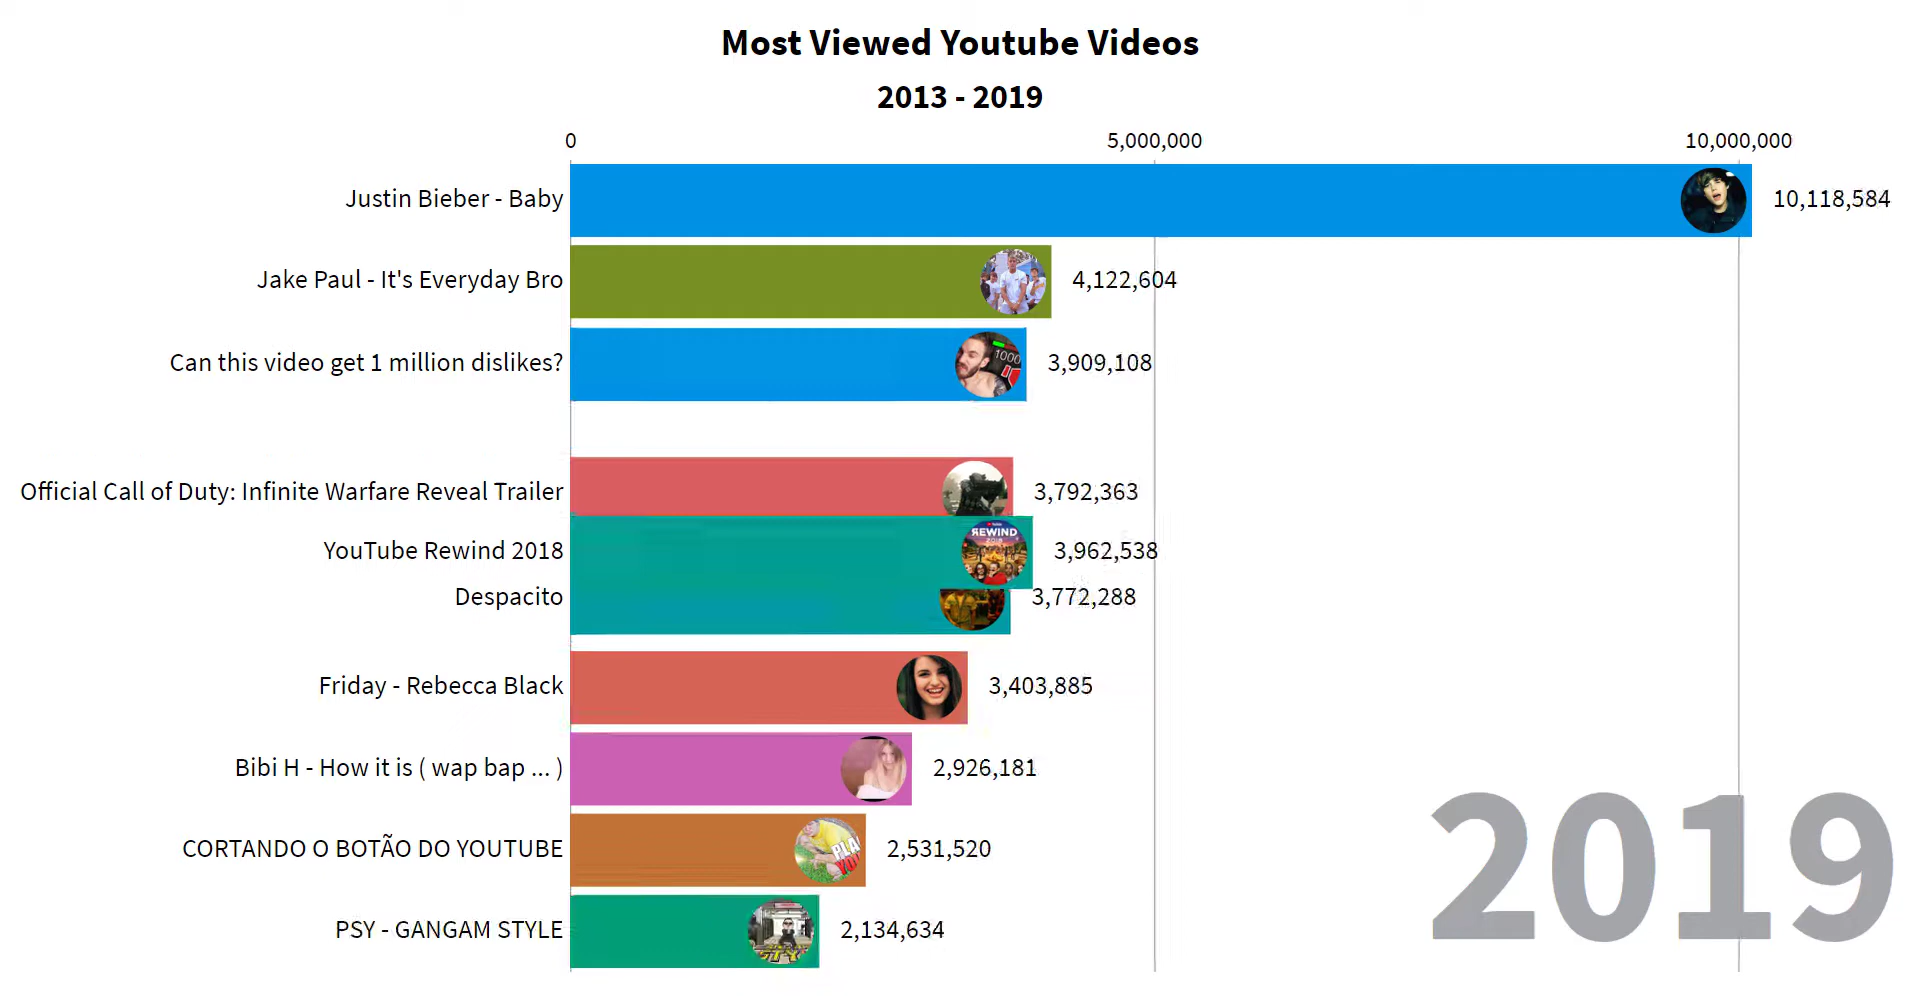 Most Viewed Youtube Videos
2013 - 2019
0 5,000,000 10,000,000
Justin Bieber - Baby 10,118,584
Jake Paul - It's Everyday Bro 4,122,604
Can this video get 1 million dislikes? 1000 3,909,108
Official Call of Duty: Infinite Warfare Reveal Trailer 3,792,363
YouTube Rewind 2018 REWIND 2018 3,962,538
Despacito 3,772,288
Friday - Rebecca Black 3,403,885
Bibi H - How it is ( wap bap ... ) 2,926,181
CORTANDO O BOTÃO DO YOUTUBE PLA YOU 2,531,520
PSY - GANGAM STYLE 2,134,634
2019